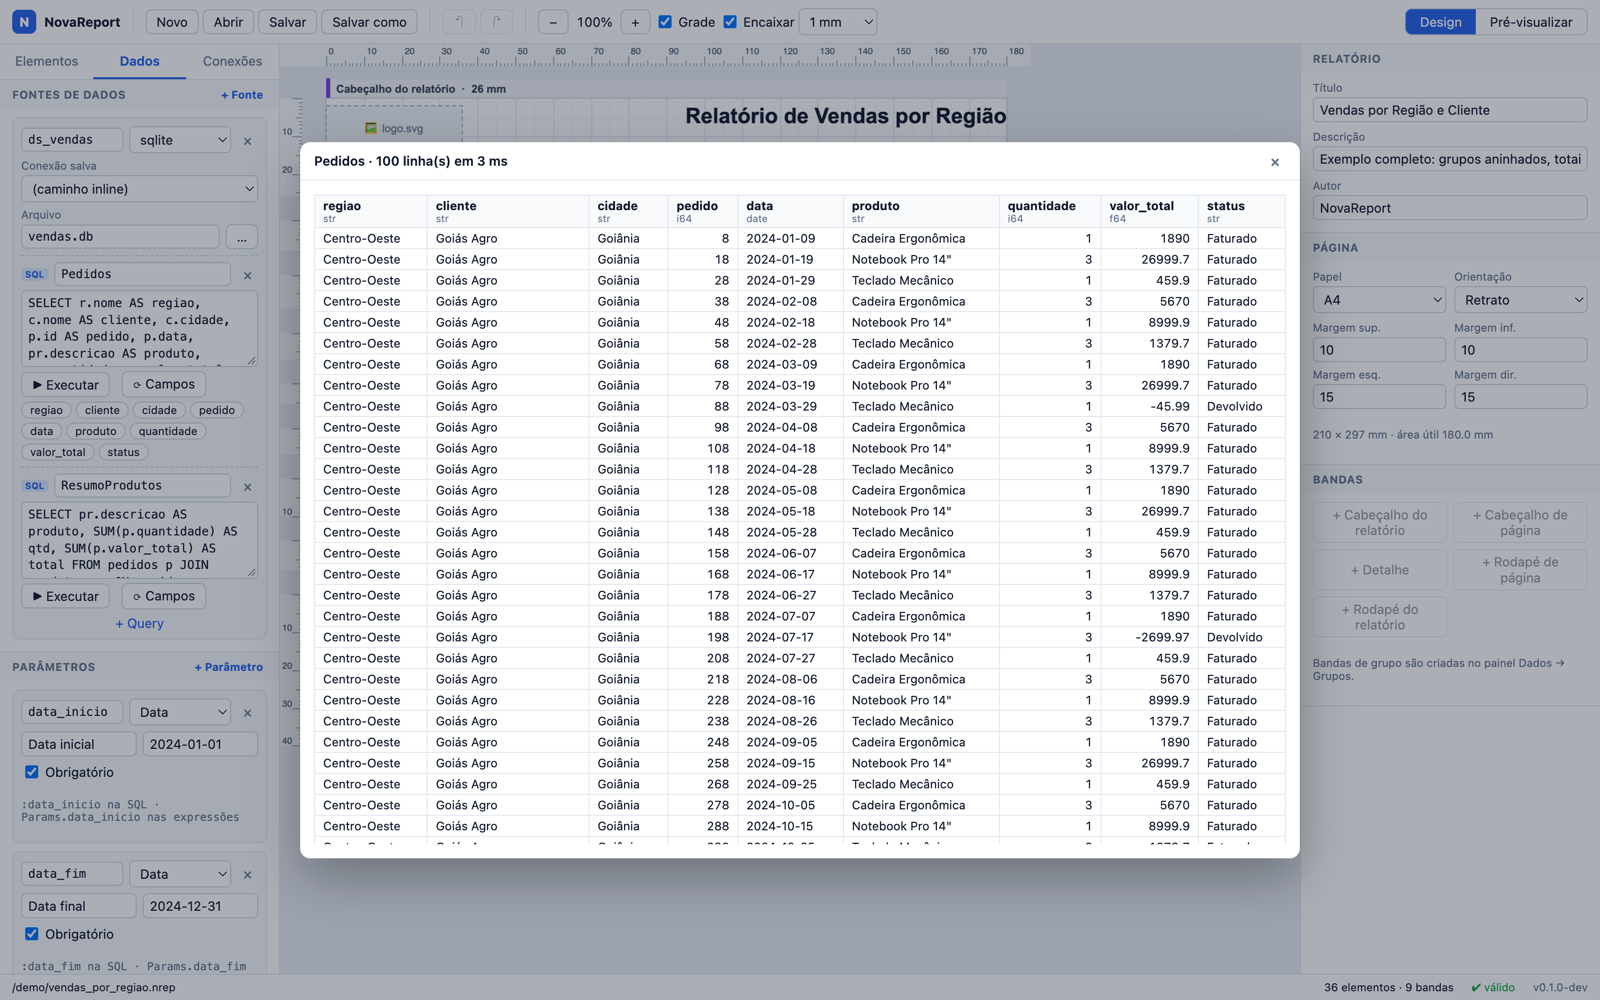 N NovaReport Novo Abrir Salvar Salvar como − 100% + Grade Encaixar 1 mm Design Pré-visualizar
Elementos Dados Conexões
FONTES DE DADOS + Fonte
ds_vendas sqlite ×
Conexão salva
(caminho inline)
Arquivo
vendas.db ...
SQL Pedidos ×
SELECT r.nome AS regiao,
c.nome AS cliente, c.cidade,
p.id AS pedido, p.data,
pr.descricao AS produto,
▶ Executar ⟳ Campos
regiao cliente cidade pedido
data produto quantidade
valor_total status
SQL ResumoProdutos ×
SELECT pr.descricao AS
produto, SUM(p.quantidade) AS
qtd, SUM(p.valor_total) AS
total FROM pedidos p JOIN
▶ Executar ⟳ Campos
+ Query
PARÂMETROS + Parâmetro
data_inicio Data ×
Data inicial 2024-01-01
Obrigatório
:data_inicio na SQL ·
Params.data_inicio nas expressões
data_fim Data ×
Data final 2024-12-31
Obrigatório
:data_fim na SQL · Params.data_fim
0 10 20 30 40 50 60 70 80 90 100 110 120 130 140 150 160 170 180
Cabeçalho do relatório · 26 mm
10
logo.svg
Relatório de Vendas por Região
20
10
10
20
30
40
Pedidos · 100 linha(s) em 3 ms ×
regiao cliente cidade pedido data produto quantidade valor_total status
str str str i64 date str i64 f64 str
Centro-Oeste Goiás Agro Goiânia 8 2024-01-09 Cadeira Ergonômica 1 1890 Faturado
Centro-Oeste Goiás Agro Goiânia 18 2024-01-19 Notebook Pro 14" 3 26999.7 Faturado
Centro-Oeste Goiás Agro Goiânia 28 2024-01-29 Teclado Mecânico 1 459.9 Faturado
Centro-Oeste Goiás Agro Goiânia 38 2024-02-08 Cadeira Ergonômica 3 5670 Faturado
Centro-Oeste Goiás Agro Goiânia 48 2024-02-18 Notebook Pro 14" 1 8999.9 Faturado
Centro-Oeste Goiás Agro Goiânia 58 2024-02-28 Teclado Mecânico 3 1379.7 Faturado
Centro-Oeste Goiás Agro Goiânia 68 2024-03-09 Cadeira Ergonômica 1 1890 Faturado
Centro-Oeste Goiás Agro Goiânia 78 2024-03-19 Notebook Pro 14" 3 26999.7 Faturado
Centro-Oeste Goiás Agro Goiânia 88 2024-03-29 Teclado Mecânico 1 -45.99 Devolvido
Centro-Oeste Goiás Agro Goiânia 98 2024-04-08 Cadeira Ergonômica 3 5670 Faturado
Centro-Oeste Goiás Agro Goiânia 108 2024-04-18 Notebook Pro 14" 1 8999.9 Faturado
Centro-Oeste Goiás Agro Goiânia 118 2024-04-28 Teclado Mecânico 3 1379.7 Faturado
Centro-Oeste Goiás Agro Goiânia 128 2024-05-08 Cadeira Ergonômica 1 1890 Faturado
Centro-Oeste Goiás Agro Goiânia 138 2024-05-18 Notebook Pro 14" 3 26999.7 Faturado
Centro-Oeste Goiás Agro Goiânia 148 2024-05-28 Teclado Mecânico 1 459.9 Faturado
Centro-Oeste Goiás Agro Goiânia 158 2024-06-07 Cadeira Ergonômica 3 5670 Faturado
Centro-Oeste Goiás Agro Goiânia 168 2024-06-17 Notebook Pro 14" 1 8999.9 Faturado
Centro-Oeste Goiás Agro Goiânia 178 2024-06-27 Teclado Mecânico 3 1379.7 Faturado
Centro-Oeste Goiás Agro Goiânia 188 2024-07-07 Cadeira Ergonômica 1 1890 Faturado
Centro-Oeste Goiás Agro Goiânia 198 2024-07-17 Notebook Pro 14" 3 -2699.97 Devolvido
Centro-Oeste Goiás Agro Goiânia 208 2024-07-27 Teclado Mecânico 1 459.9 Faturado
Centro-Oeste Goiás Agro Goiânia 218 2024-08-06 Cadeira Ergonômica 3 5670 Faturado
Centro-Oeste Goiás Agro Goiânia 228 2024-08-16 Notebook Pro 14" 1 8999.9 Faturado
Centro-Oeste Goiás Agro Goiânia 238 2024-08-26 Teclado Mecânico 3 1379.7 Faturado
Centro-Oeste Goiás Agro Goiânia 248 2024-09-05 Cadeira Ergonômica 1 1890 Faturado
Centro-Oeste Goiás Agro Goiânia 258 2024-09-15 Notebook Pro 14" 3 26999.7 Faturado
Centro-Oeste Goiás Agro Goiânia 268 2024-09-25 Teclado Mecânico 1 459.9 Faturado
Centro-Oeste Goiás Agro Goiânia 278 2024-10-05 Cadeira Ergonômica 3 5670 Faturado
Centro-Oeste Goiás Agro Goiânia 288 2024-10-15 Notebook Pro 14" 1 8999.9 Faturado
RELATÓRIO
Título
Vendas por Região e Cliente
Descrição
Exemplo completo: grupos aninhados, totai
Autor
NovaReport
PÁGINA
Papel Orientação
A4 Retrato
Margem sup. Margem inf.
10 10
Margem esq. Margem dir.
15 15
210 × 297 mm · área útil 180.0 mm
BANDAS
+ Cabeçalho do relatório + Cabeçalho de página
+ Detalhe + Rodapé de página
+ Rodapé do relatório
Bandas de grupo são criadas no painel Dados →
Grupos.
/demo/vendas_por_regiao.nrep 36 elementos · 9 bandas ✔ válido v0.1.0-dev